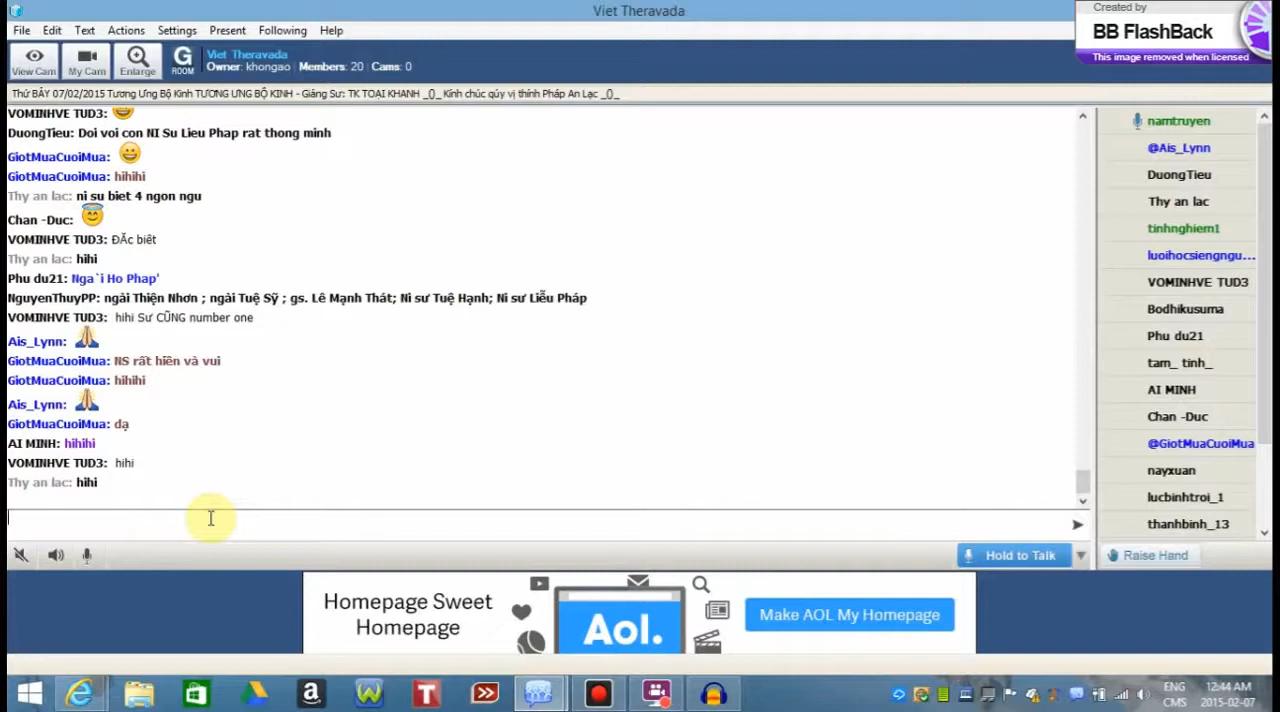 Viet Theravada
Created by
BB FlashBack
This image removed when licensed
File Edit Text Actions Settings Present Following Help
View Cam My Cam Enlarge G ROOM
Viet Theravada
Owner: khongao | Members: 20 | Cams: 0
Thứ BẢY 07/02/2015 Tương Ưng Bộ Kinh TƯƠNG ƯNG BỘ KINH - Giảng Sư: TK TOẠI KHANH _()_ Kính chúc qúy vị thính Pháp An Lạc _()_
VOMINHVE TUD3:
DuongTieu: Doi voi con NI Su Lieu Phap rat thong minh
GiotMuaCuoiMua:
GiotMuaCuoiMua: hihihi
Thy an lac: ni su biet 4 ngon ngu
Chan -Duc:
VOMINHVE TUD3: ĐĂc biêt
Thy an lac: hihi
Phu du21: Nga`i Ho Phap'
NguyenThuyPP: ngài Thiện Nhơn ; ngài Tuệ Sỹ ; gs. Lê Mạnh Thát; Ni sư Tuệ Hạnh; Ni sư Liễu Pháp
VOMINHVE TUD3: hihi Sư CŨNG number one
Ais_Lynn:
GiotMuaCuoiMua: NS rất hiền và vui
GiotMuaCuoiMua: hihihi
Ais_Lynn:
GiotMuaCuoiMua: dạ
AI MINH: hihihi
VOMINHVE TUD3: hihi
Thy an lac: hihi
namtruyen
@Ais_Lynn
DuongTieu
Thy an lac
tinhnghiem1
luoihocsiengngu...
VOMINHVE TUD3
Bodhikusuma
Phu du21
tam_ tinh_
AI MINH
Chan -Duc
@GiotMuaCuoiMua
nayxuan
lucbinhtroi_1
thanhbinh_13
Hold to Talk
Raise Hand
Homepage Sweet
Homepage
Aol.
Make AOL My Homepage
ENG
CMS
12:44 AM
2015-02-07